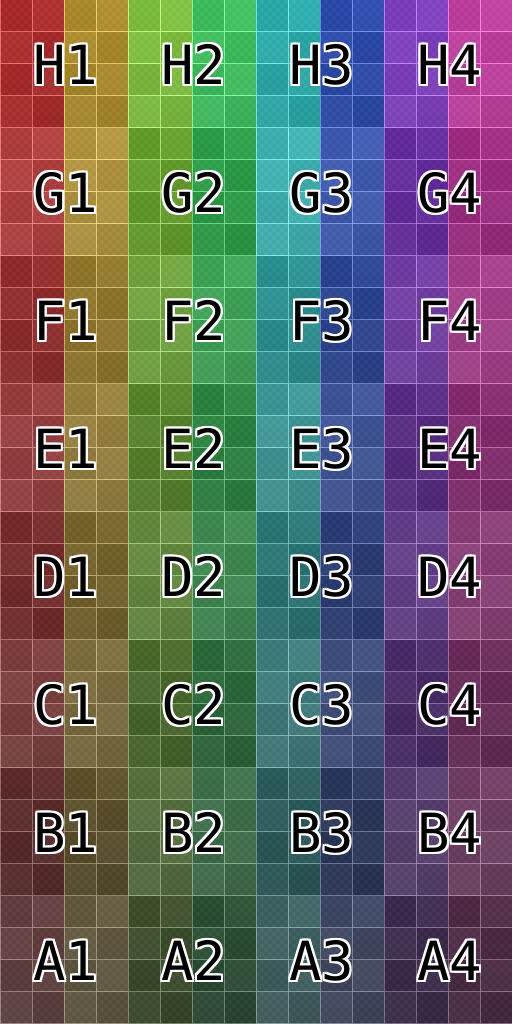 H1 H2 H3 H4
G1 G2 G3 G4
F1 F2 F3 F4
E1 E2 E3 E4
D1 D2 D3 D4
C1 C2 C3 C4
B1 B2 B3 B4
A1 A2 A3 A4